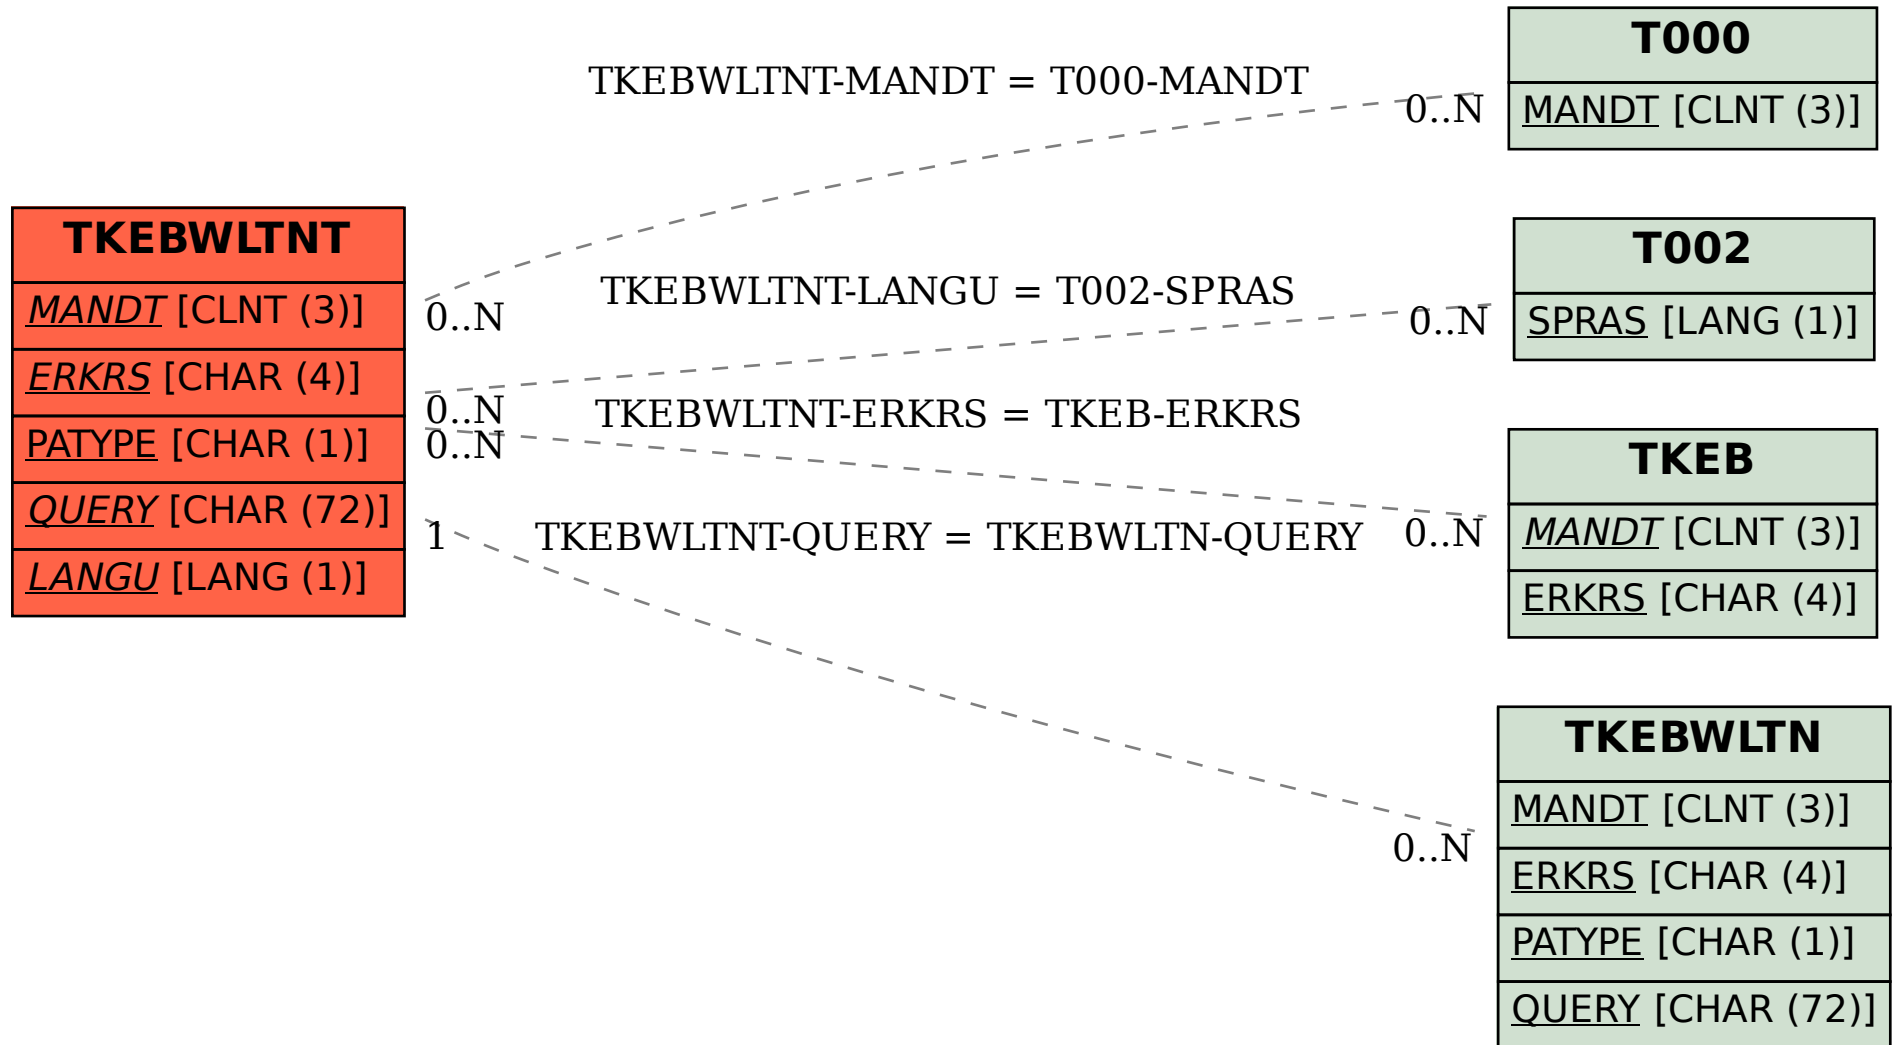 TKEBWLTNT
MANDT [CLNT (3)]
ERKRS [CHAR (4)]
PATYPE [CHAR (1)]
QUERY [CHAR (72)]
LANGU [LANG (1)]
TKEBWLTNT-MANDT = T000-MANDT
0..N
0..N
TKEBWLTNT-LANGU = T002-SPRAS
0..N
0..N
TKEBWLTNT-ERKRS = TKEB-ERKRS
0..N
0..N
TKEBWLTNT-QUERY = TKEBWLTN-QUERY
1
0..N
T000
MANDT [CLNT (3)]
T002
SPRAS [LANG (1)]
TKEB
MANDT [CLNT (3)]
ERKRS [CHAR (4)]
TKEBWLTN
MANDT [CLNT (3)]
ERKRS [CHAR (4)]
PATYPE [CHAR (1)]
QUERY [CHAR (72)]